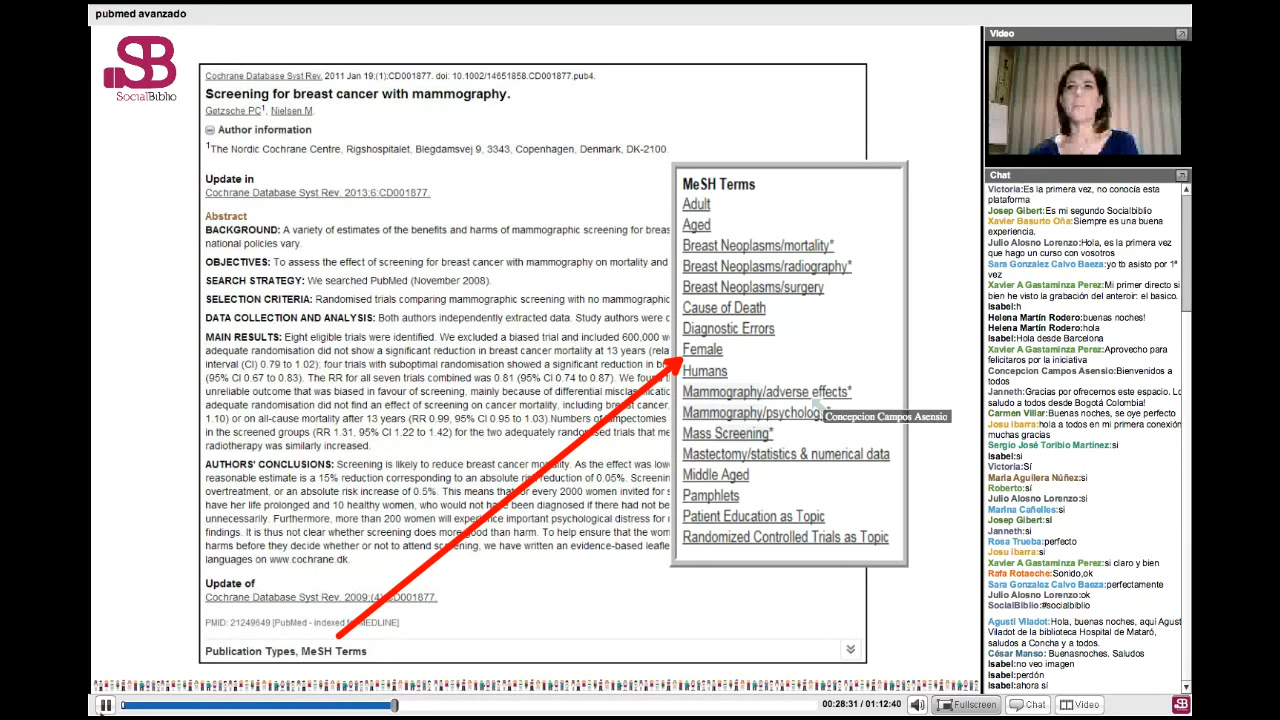 pubmed avanzado
SB
SocialBiblio
Cochrane Database Syst Rev. 2011 Jan 19;(1):CD001877. doi: 10.1002/14651858.CD001877.pub4.
Screening for breast cancer with mammography.
Gøtzsche PC1, Nielsen M.
Author information
1The Nordic Cochrane Centre, Rigshospitalet, Blegdamsvej 9, 3343, Copenhagen, Denmark, DK-2100.
Update in
Cochrane Database Syst Rev. 2013;6:CD001877.
Abstract
BACKGROUND: A variety of estimates of the benefits and harms of mammographic screening for breast
national policies vary.
OBJECTIVES: To assess the effect of screening for breast cancer with mammography on mortality and
SEARCH STRATEGY: We searched PubMed (November 2008).
SELECTION CRITERIA: Randomised trials comparing mammographic screening with no mammographic
DATA COLLECTION AND ANALYSIS: Both authors independently extracted data. Study authors were
MAIN RESULTS: Eight eligible trials were identified. We excluded a biased trial and included 600,000
adequate randomisation did not show a significant reduction in breast cancer mortality at 13 years (rela
interval (CI) 0.79 to 1.02); four trials with suboptimal randomisation showed a significant reduction in
(95% CI 0.67 to 0.83). The RR for all seven trials combined was 0.81 (95% CI 0.74 to 0.87). We
unreliable outcome that was biased in favour of screening, mainly because of differential misclassific
adequate randomisation did not find an effect of screening on cancer mortality, including breast cancer,
1.10) or on all-cause mortality after 13 years (RR 0.99, 95% CI 0.95 to 1.03).Numbers of
in the screened groups (RR 1.31, 95% CI 1.22 to 1.42) for the two adequately randomised trials that
radiotherapy was similarly increased.
AUTHORS' CONCLUSIONS: Screening is likely to reduce breast cancer mortality. As the effect was
reasonable estimate is a 15% reduction corresponding to an absolute risk reduction of 0.05%.
overtreatment, or an absolute risk increase of 0.5%. This means that for every 2000 women invited for
have her life prolonged and 10 healthy women, who would not have been diagnosed if there had not be
unnecessarily. Furthermore, more than 200 women will experience important psychological distress for
findings. It is thus not clear whether screening does more good than harm. To help ensure that the
harms before they decide whether or not to attend screening, we have written an evidence-based
languages on www.cochrane.dk.
Update of
Cochrane Database Syst Rev. 2009;(4):CD001877.
PMID: 21249649 [PubMed - indexed for MEDLINE]
Publication Types, MeSH Terms
MeSH Terms
Adult
Aged
Breast Neoplasms/mortality*
Breast Neoplasms/radiography*
Breast Neoplasms/surgery
Cause of Death
Diagnostic Errors
Female
Humans
Mammography/adverse effects*
Mammography/psycholog
Concepcion Campos Asensio
Mass Screening*
Mastectomy/statistics & numerical data
Middle Aged
Pamphlets
Patient Education as Topic
Randomized Controlled Trials as Topic
Video
Chat
Victoria:Es la primera vez, no conocía esta
plataforma
Josep Gibert:Es mi segundo Socialbiblio
Xavier Basurto Oña:Siempre es una buena
experiencia.
Julio Alosno Lorenzo:Hola, es la primera vez
que hago un curso con vosotros
Sara Gonzalez Calvo Baeza:yo tb asisto por 1ª
vez
Xavier A Gastaminza Perez:Mi primer directo si
bien he visto la grabación del anteroir: el basico.
Isabel:h
Helena Martín Rodero:buenas noches!
Helena Martín Rodero:hola
Isabel:Hola desde Barcelona
Xavier A Gastaminza Perez:Aprovecho para
felicitaros por la iniciativa
Concepcion Campos Asensio:Bienvenidos a
todos
Janneth:Gracias por ofrecernos este espacio. Lo
saludo a todos desde Bogotá Colombia!
Carmen Villar:Buenas noches, se oye perfecto
Josu Ibarra:hola a todos en mi primera conexión
muchas gracias
Sergio José Toribio Martinez:si
Isabel:si
Victoria:Sí
Maria Aguilera Núñez:si
Roberto:sí
Julio Alosno Lorenzo:si
Marina Cañelles:si
Josep Gibert:SI
Janneth:si
Rosa Trueba:perfecto
Josu Ibarra:si
Xavier A Gastaminza Perez:si claro y bien
Rafa Rotaeche:Sonido,ok
Sara Gonzalez Calvo Baeza:perfectamente
Julio Alosno Lorenzo:ok
SocialBiblio:#socialbiblio
Agustí Viladot:Hola, buenas noches, aqui Agust
Viladot de la biblioteca Hospital de Mataró,
saludos a Concha y a todos.
César Manso: Buenasnoches. Saludos
Isabel:no veo imagen
Isabel:perdón
Isabel:ahora sí
00:28:31 / 01:12:40
Fullscreen
Chat
Video
SB